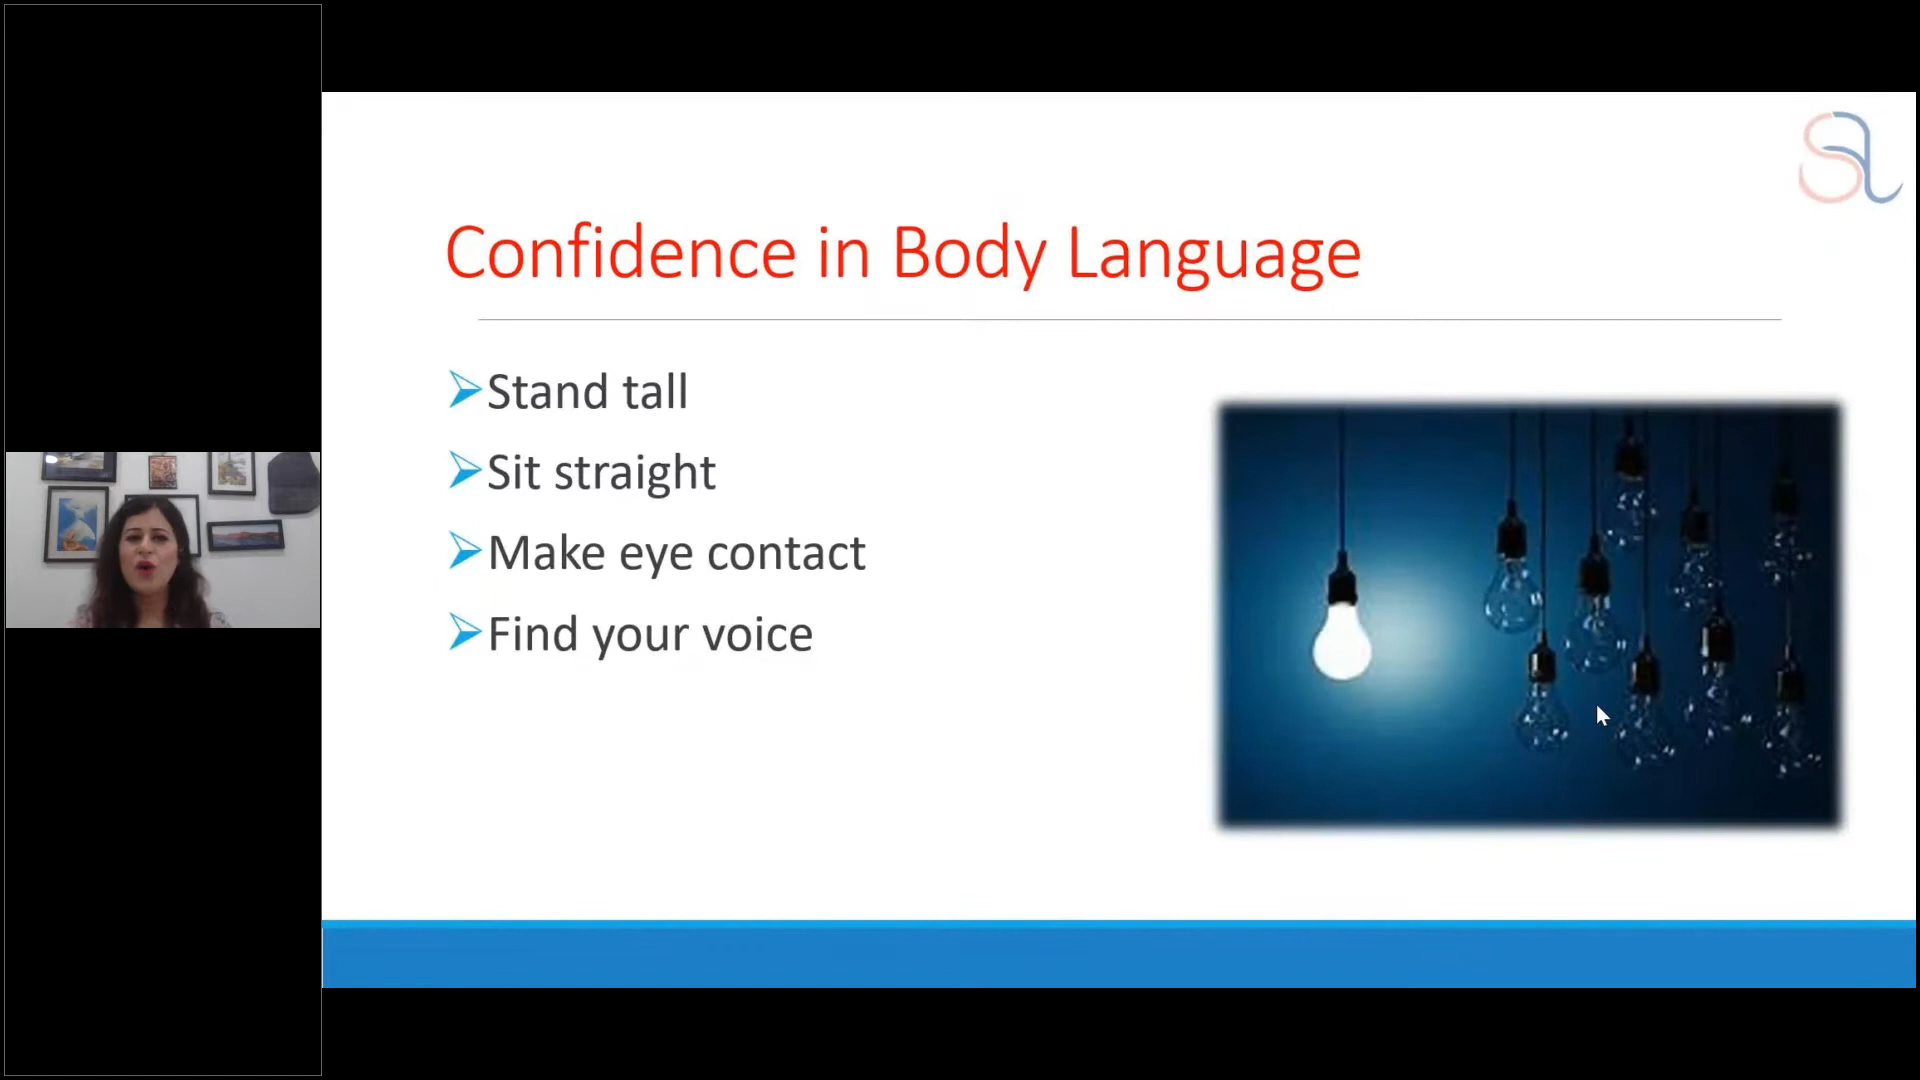 Confidence in Body Language
Stand tall
Sit straight
Make eye contact
Find your voice